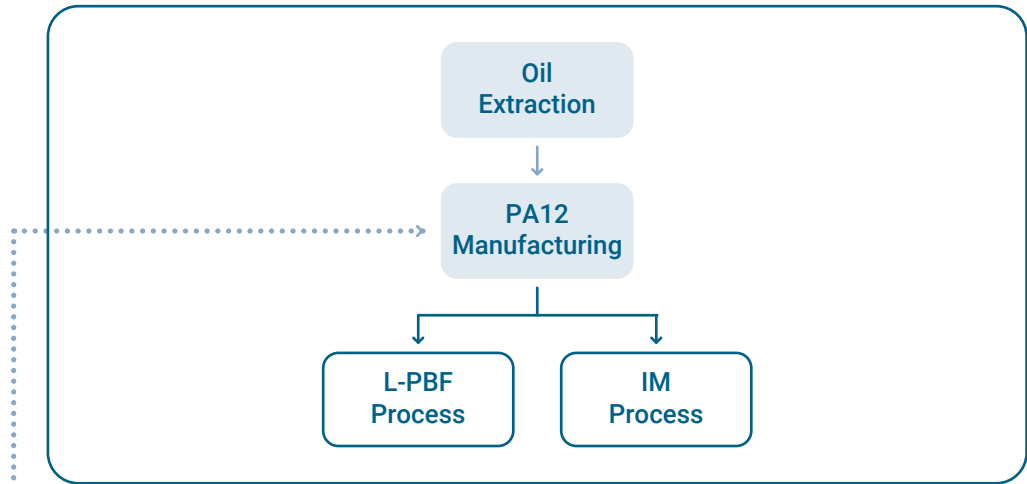 Oil
Extraction
PA12
Manufacturing
L-PBF
Process
IM
Process